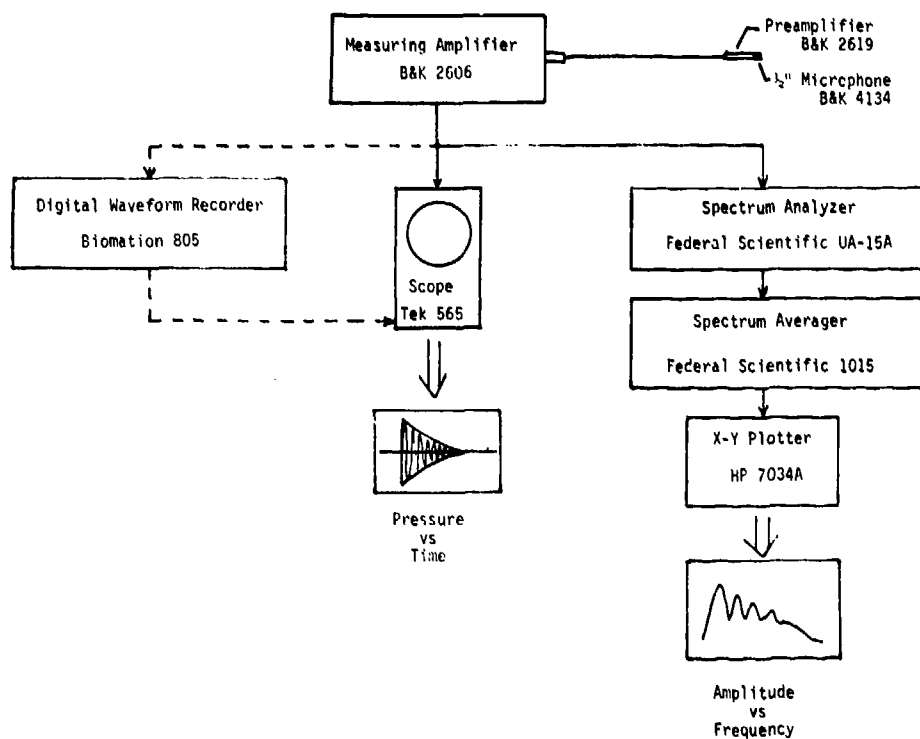 Preamplifier
B&K 2619
Measuring Amplifier
B&K 2606
½" Microphone
B&K 4134
Digital Waveform Recorder
Biomation 805
Scope
Tek 565
Spectrum Analyzer
Federal Scientific UA-15A
Spectrum Averager
Federal Scientific 1015
X-Y Plotter
HP 7034A
Pressure
vs
Time
Amplitude
vs
Frequency